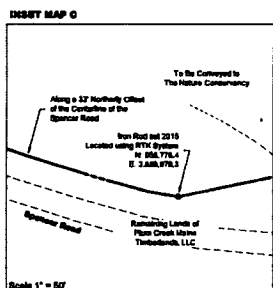 INSET MAP C
To Be Conveyed to
The Nature Conservancy
Along a 33' Northerly Offset
of the Centerline of the
Spencer Road
Iron Rod set 2015
Located using RTK System
Spencer Road
Remaining Lands of
Plum Creek Maine
Timberlands, LLC
Scale 1" = 50'